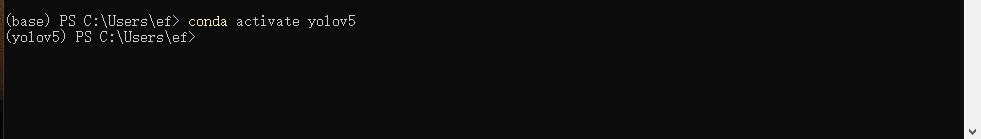 (base) PS C:\Users\ef> conda activate yolov5
(yolov5) PS C:\Users\ef>